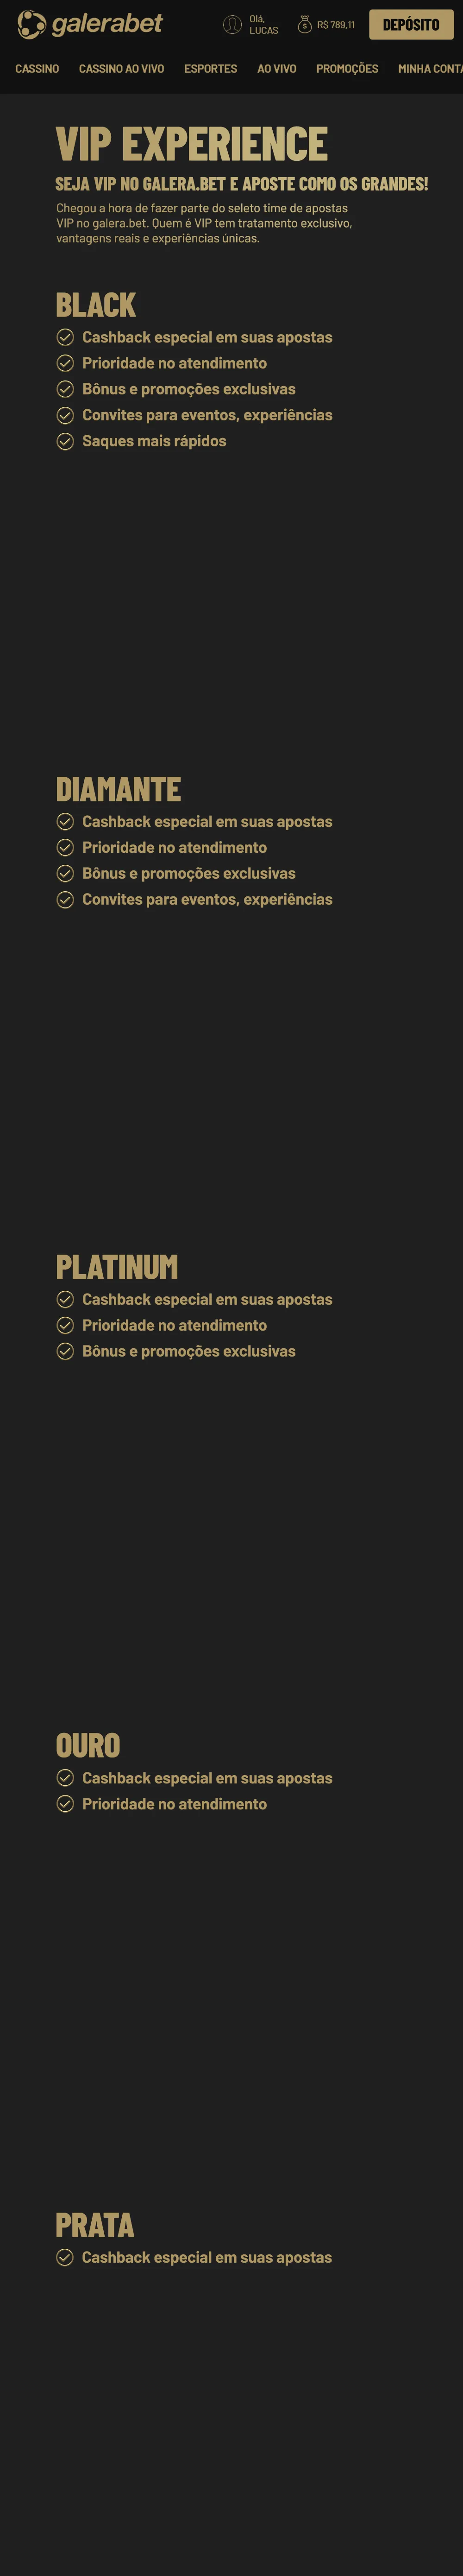 galerabet
Olá,
LUCAS
R$ 789,11
DEPÓSITO
CASSINO CASSINO AO VIVO ESPORTES AO VIVO PROMOÇÕES MINHA CONTA
VIP EXPERIENCE
SEJA VIP NO GALERA.BET E APOSTE COMO OS GRANDES!
Chegou a hora de fazer parte do seleto time de apostas
VIP no galera.bet. Quem é VIP tem tratamento exclusivo,
vantagens reais e experiências únicas.
BLACK
Cashback especial em suas apostas
Prioridade no atendimento
Bônus e promoções exclusivas
Convites para eventos, experiências
Saques mais rápidos
DIAMANTE
Cashback especial em suas apostas
Prioridade no atendimento
Bônus e promoções exclusivas
Convites para eventos, experiências
PLATINUM
Cashback especial em suas apostas
Prioridade no atendimento
Bônus e promoções exclusivas
OURO
Cashback especial em suas apostas
Prioridade no atendimento
PRATA
Cashback especial em suas apostas